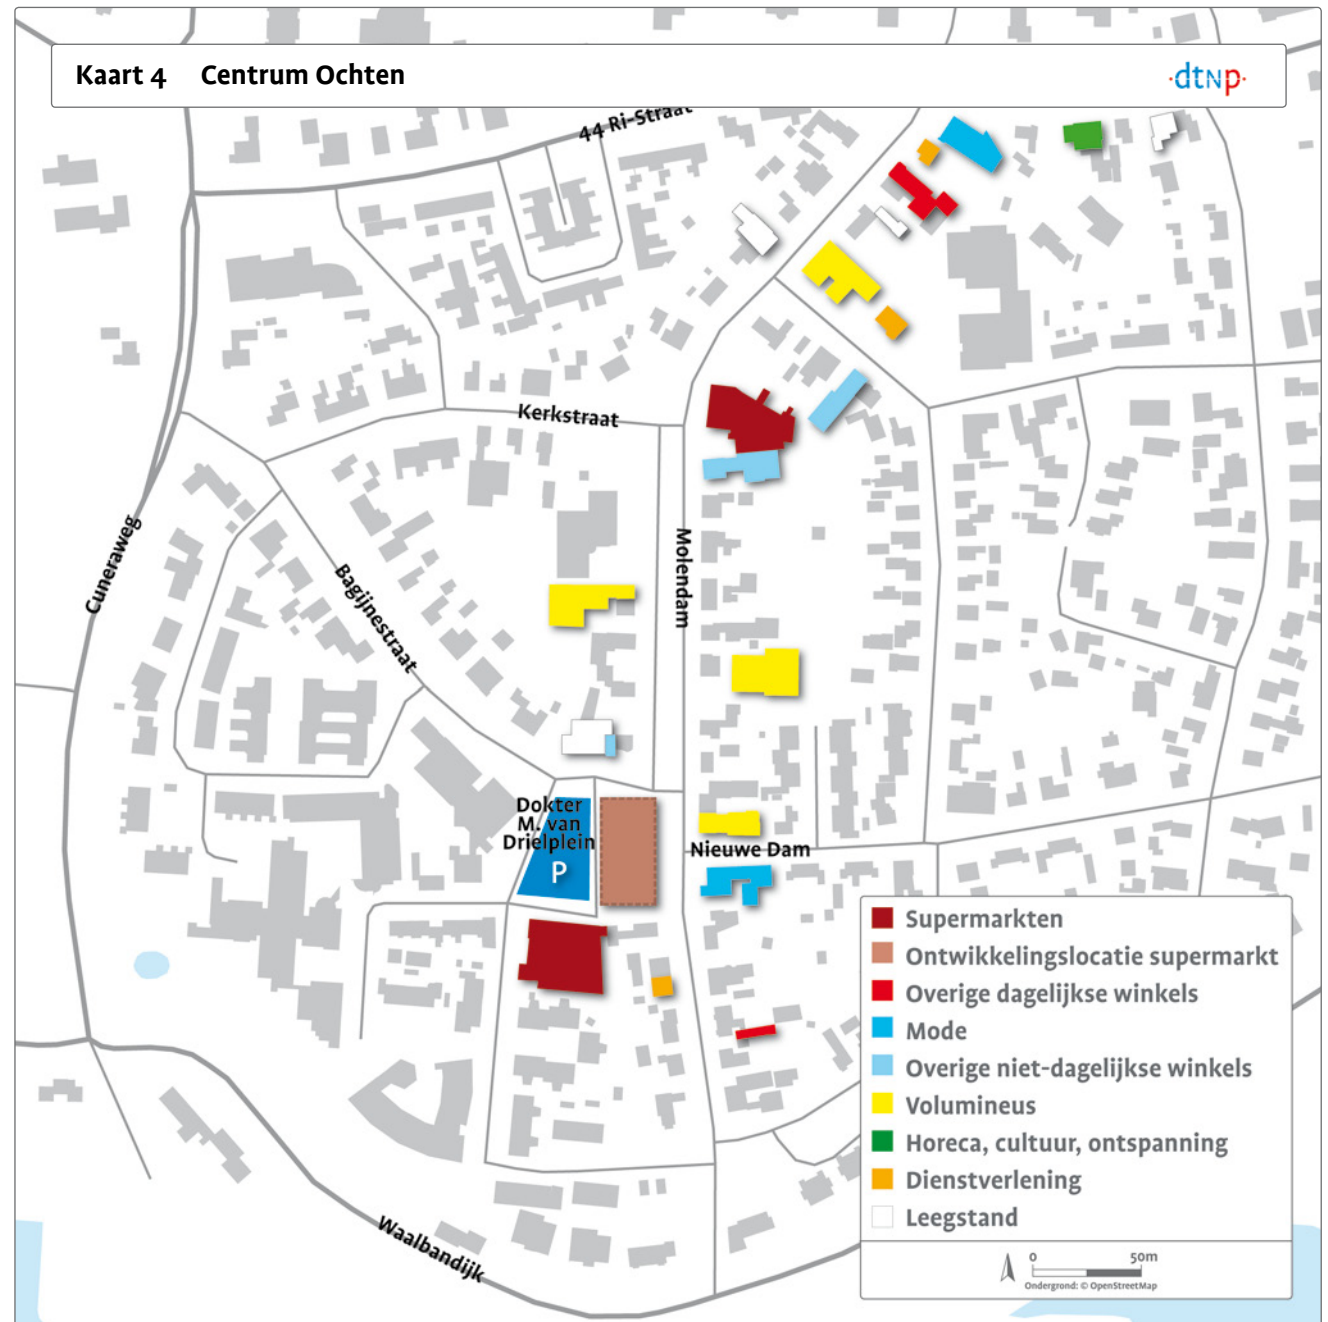 Kaart 4 Centrum Ochten
·dtnp·
44 Ri-Straat
Kerkstraat
Cuneraweg
Molendam
Bagijnestraat
Dokter
M. van
Drielplein
P
Nieuwe Dam
Waalbandijk
Supermarkten
Ontwikkelingslocatie supermarkt
Overige dagelijkse winkels
Mode
Overige niet-dagelijkse winkels
Volumineus
Horeca, cultuur, ontspanning
Dienstverlening
Leegstand
0 50m
Ondergrond: © OpenStreetMap